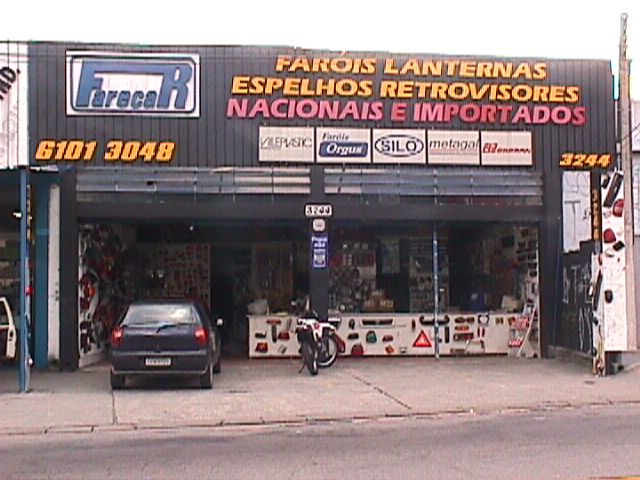 FarecaR
FARÓIS LANTERNAS
ESPELHOS RETROVISORES
NACIONAIS E IMPORTADOS
6101 3048
Faróis
Orgus
SILO
metagal
3244
3244